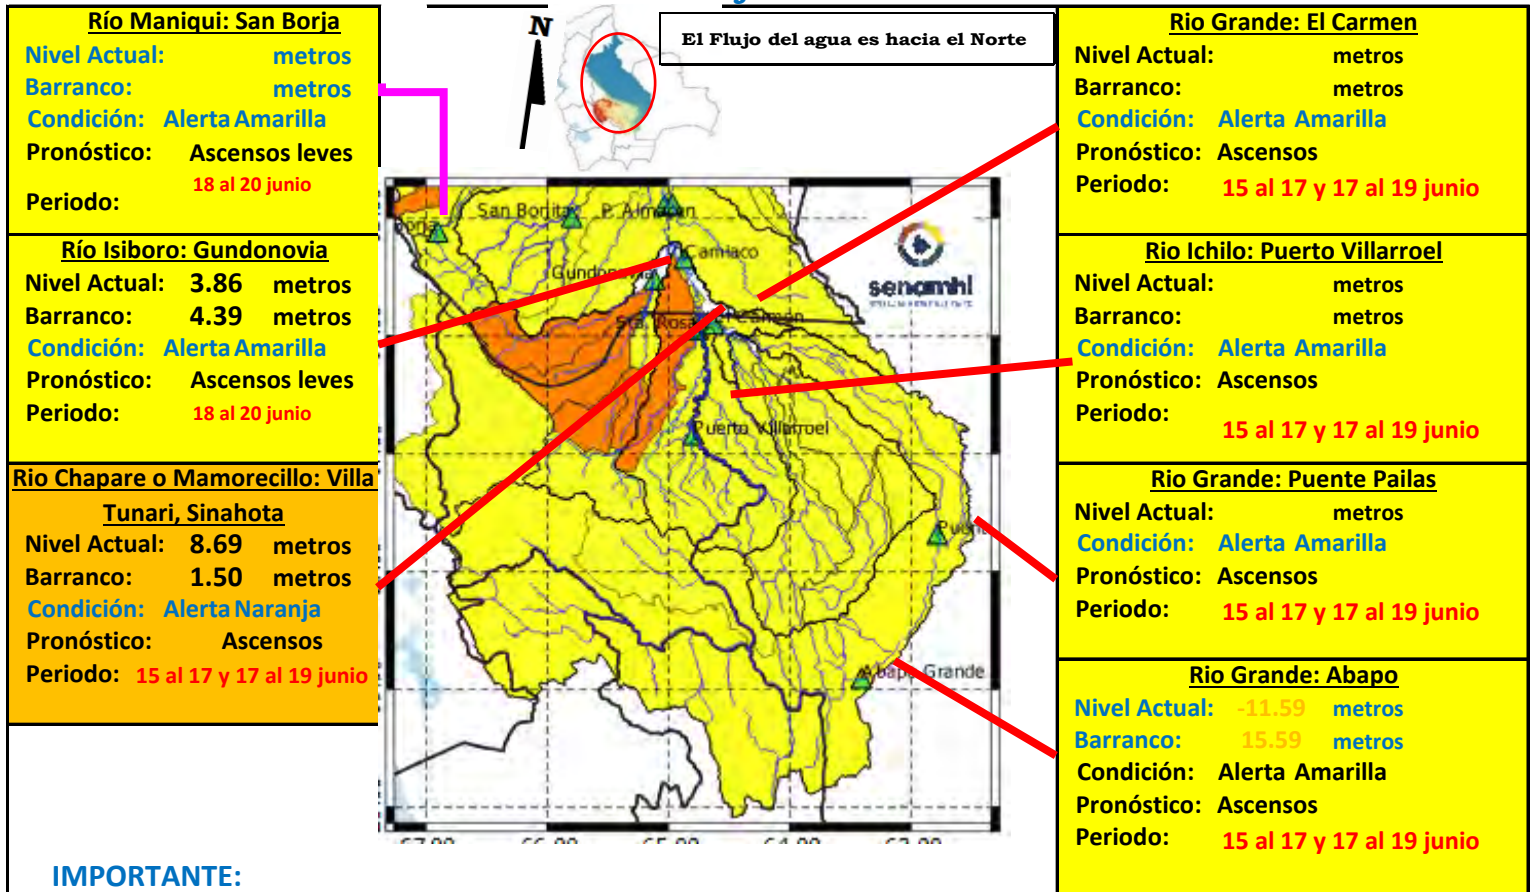 Río Maniqui: San Borja
Nivel Actual: metros
Barranco: metros
Condición: Alerta Amarilla
Pronóstico: Ascensos leves
Periodo: 18 al 20 junio
Río Isiboro: Gundonovia
Nivel Actual: 3.86 metros
Barranco: 4.39 metros
Condición: Alerta Amarilla
Pronóstico: Ascensos leves
Periodo: 18 al 20 junio
Rio Chapare o Mamorecillo: Villa
Tunari, Sinahota
Nivel Actual: 8.69 metros
Barranco: 1.50 metros
Condición: Alerta Naranja
Pronóstico: Ascensos
Periodo: 15 al 17 y 17 al 19 junio
IMPORTANTE:
N
El Flujo del agua es hacia el Norte
San Borjita
P. Almacen
Camiaco
Gundonovia
senamhi
Sta. Rosa
El Carmen
Puerto Villarroel
Abapo Grande
Rio Grande: El Carmen
Nivel Actual: metros
Barranco: metros
Condición: Alerta Amarilla
Pronóstico: Ascensos
Periodo: 15 al 17 y 17 al 19 junio
Rio Ichilo: Puerto Villarroel
Nivel Actual: metros
Barranco: metros
Condición: Alerta Amarilla
Pronóstico: Ascensos
Periodo: 15 al 17 y 17 al 19 junio
Rio Grande: Puente Pailas
Nivel Actual: metros
Condición: Alerta Amarilla
Pronóstico: Ascensos
Periodo: 15 al 17 y 17 al 19 junio
Rio Grande: Abapo
Nivel Actual: -11.59 metros
Barranco: 15.59 metros
Condición: Alerta Amarilla
Pronóstico: Ascensos
Periodo: 15 al 17 y 17 al 19 junio